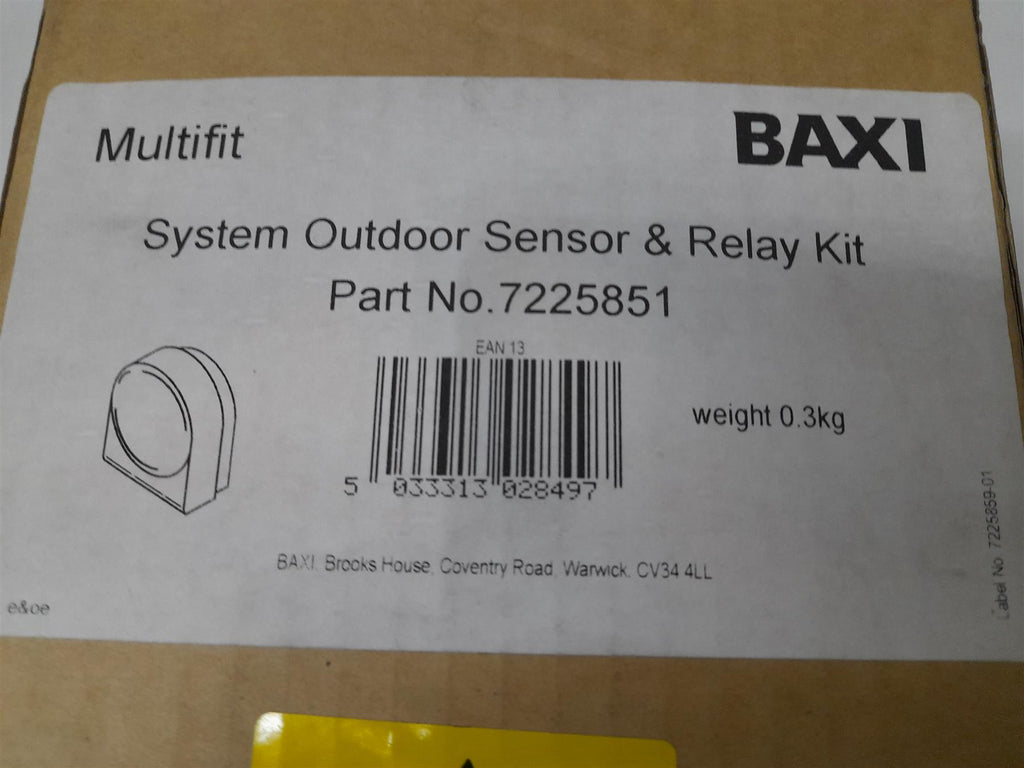 Multifit
BAXI
System Outdoor Sensor & Relay Kit
Part No.7225851
EAN 13
5 033313 028497
weight 0.3kg
BAXI, Brooks House, Coventry Road, Warwick. CV34 4LL
e&oe
Label No 7225859-01